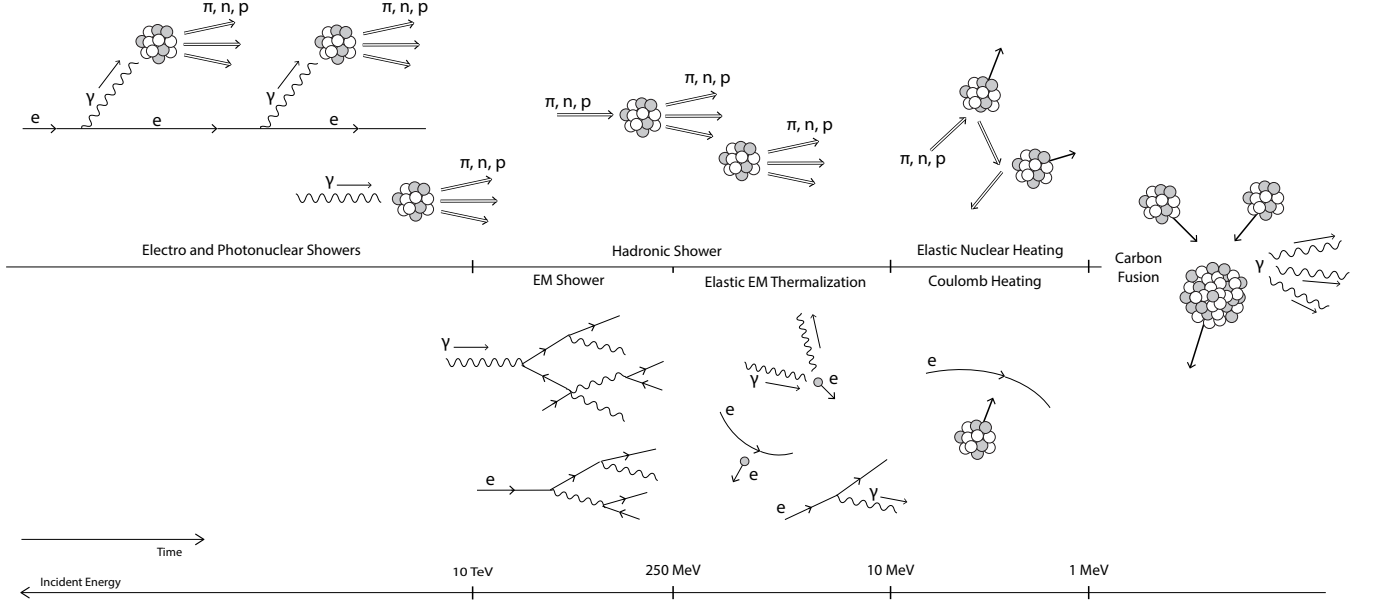 π, n, p
π, n, p
γ
γ
e
e
e
π, n, p
γ
π, n, p
π, n, p
π, n, p
π, n, p
Electro and Photonuclear Showers
Hadronic Shower
Elastic Nuclear Heating
EM Shower
Elastic EM Thermalization
Coulomb Heating
Carbon
Fusion
γ
γ
γ
e
e
e
e
γ
e
e
Time
Incident Energy
10 TeV
250 MeV
10 MeV
1 MeV